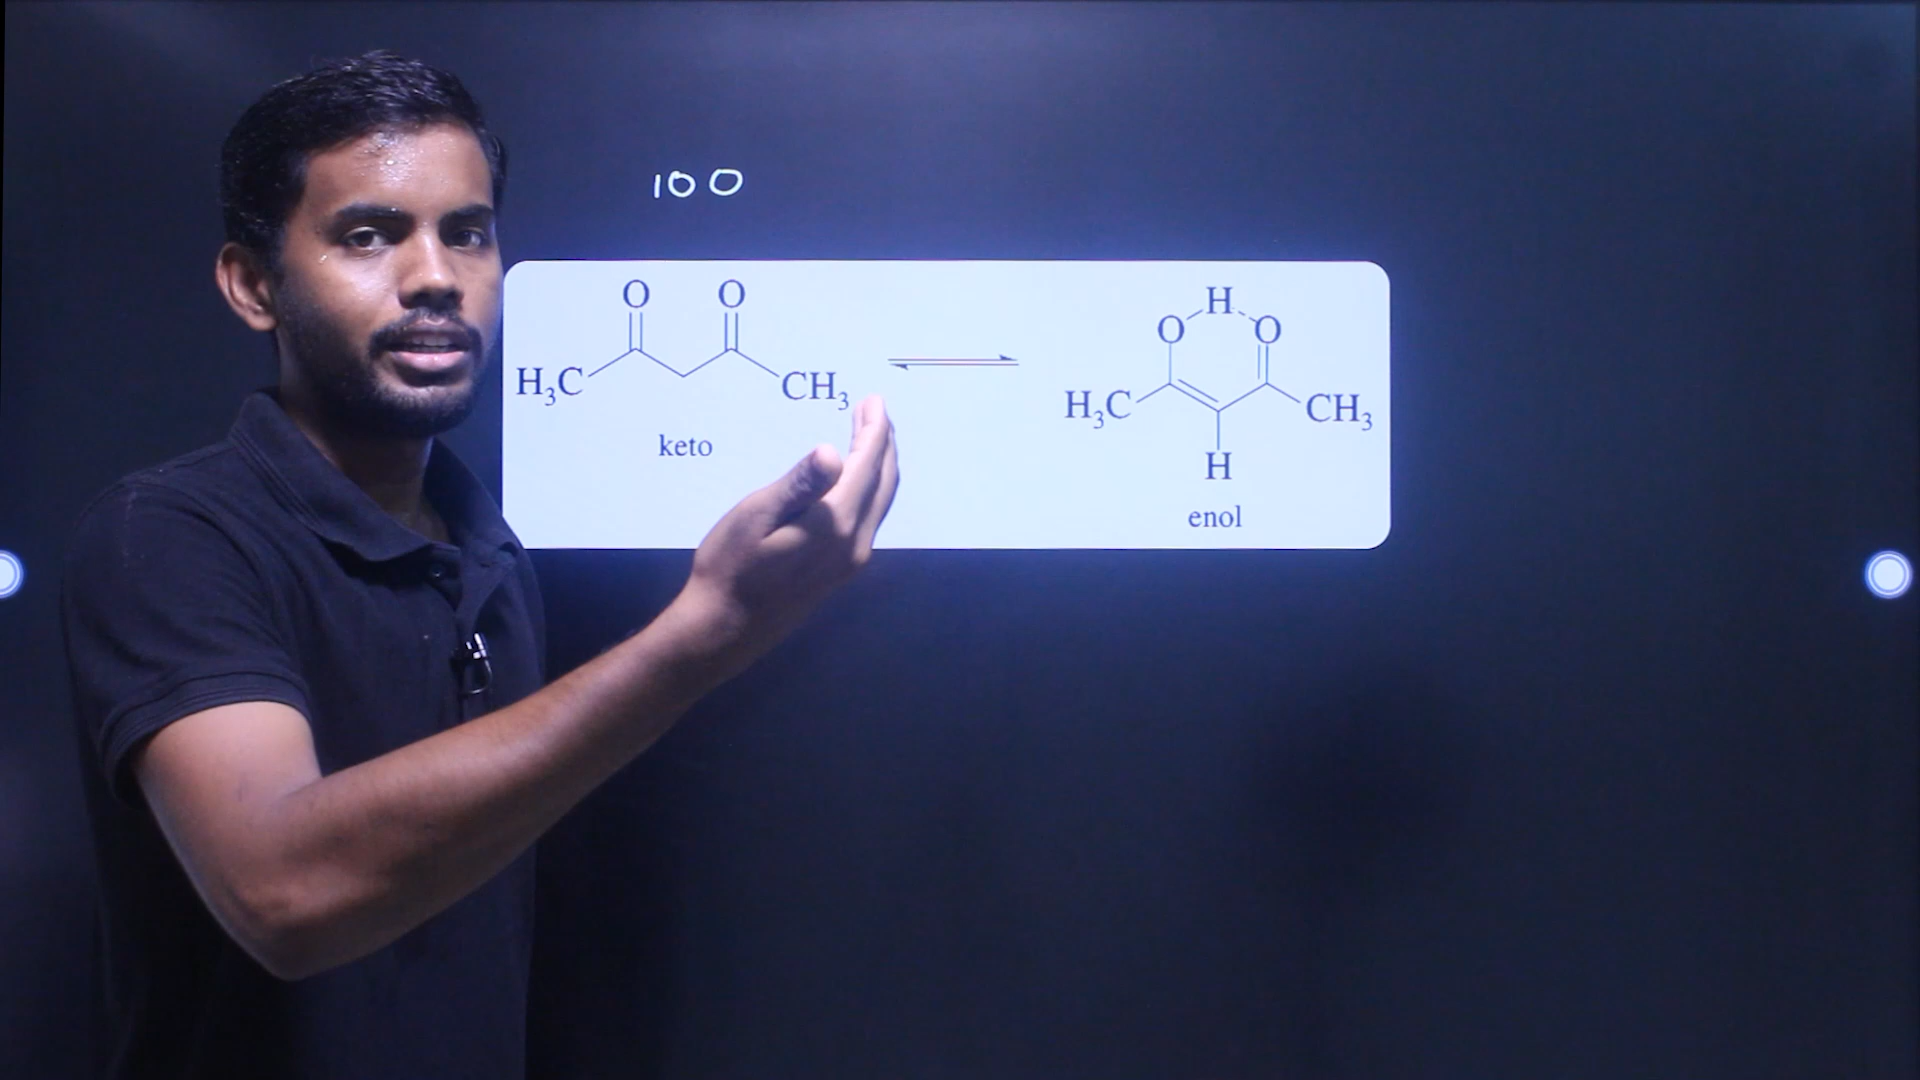 100
O O
H₃C CH₃
keto
O H O
H₃C CH₃
H
enol